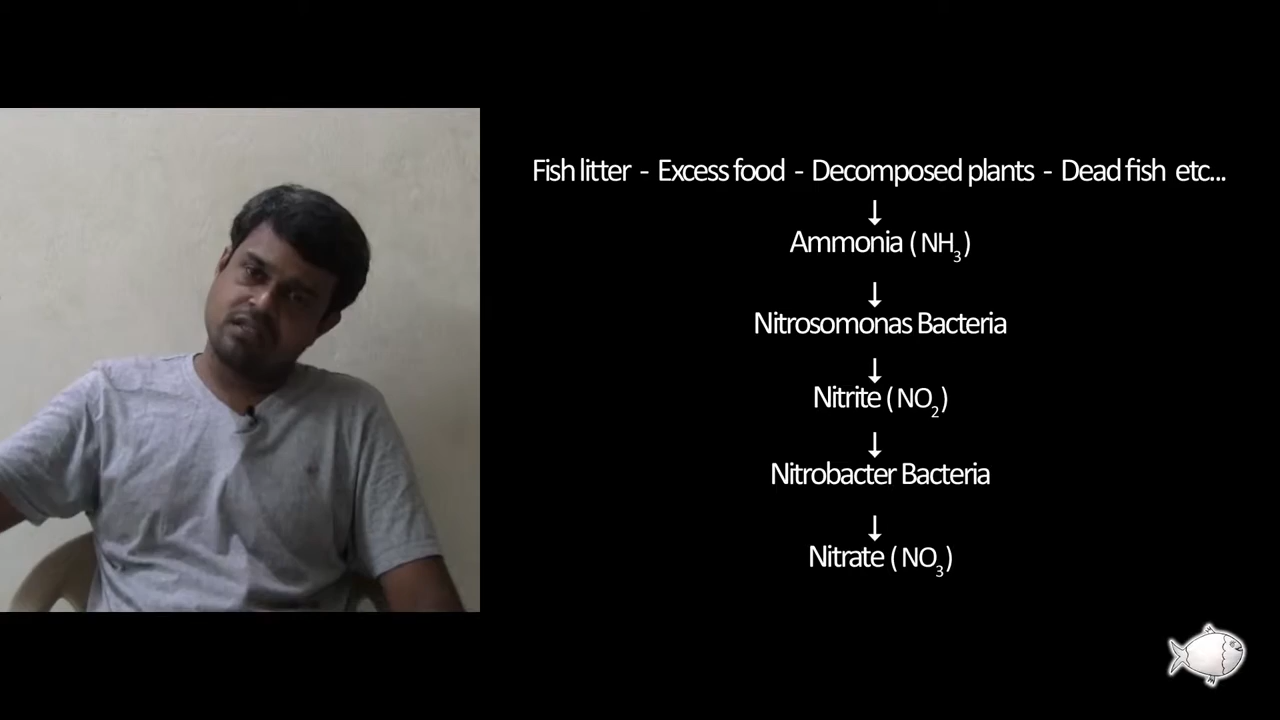 Fish litter - Excess food - Decomposed plants - Dead fish etc...
↓
Ammonia ( NH₃)
↓
Nitrosomonas Bacteria
↓
Nitrite ( NO₂)
↓
Nitrobacter Bacteria
↓
Nitrate ( NO₃)